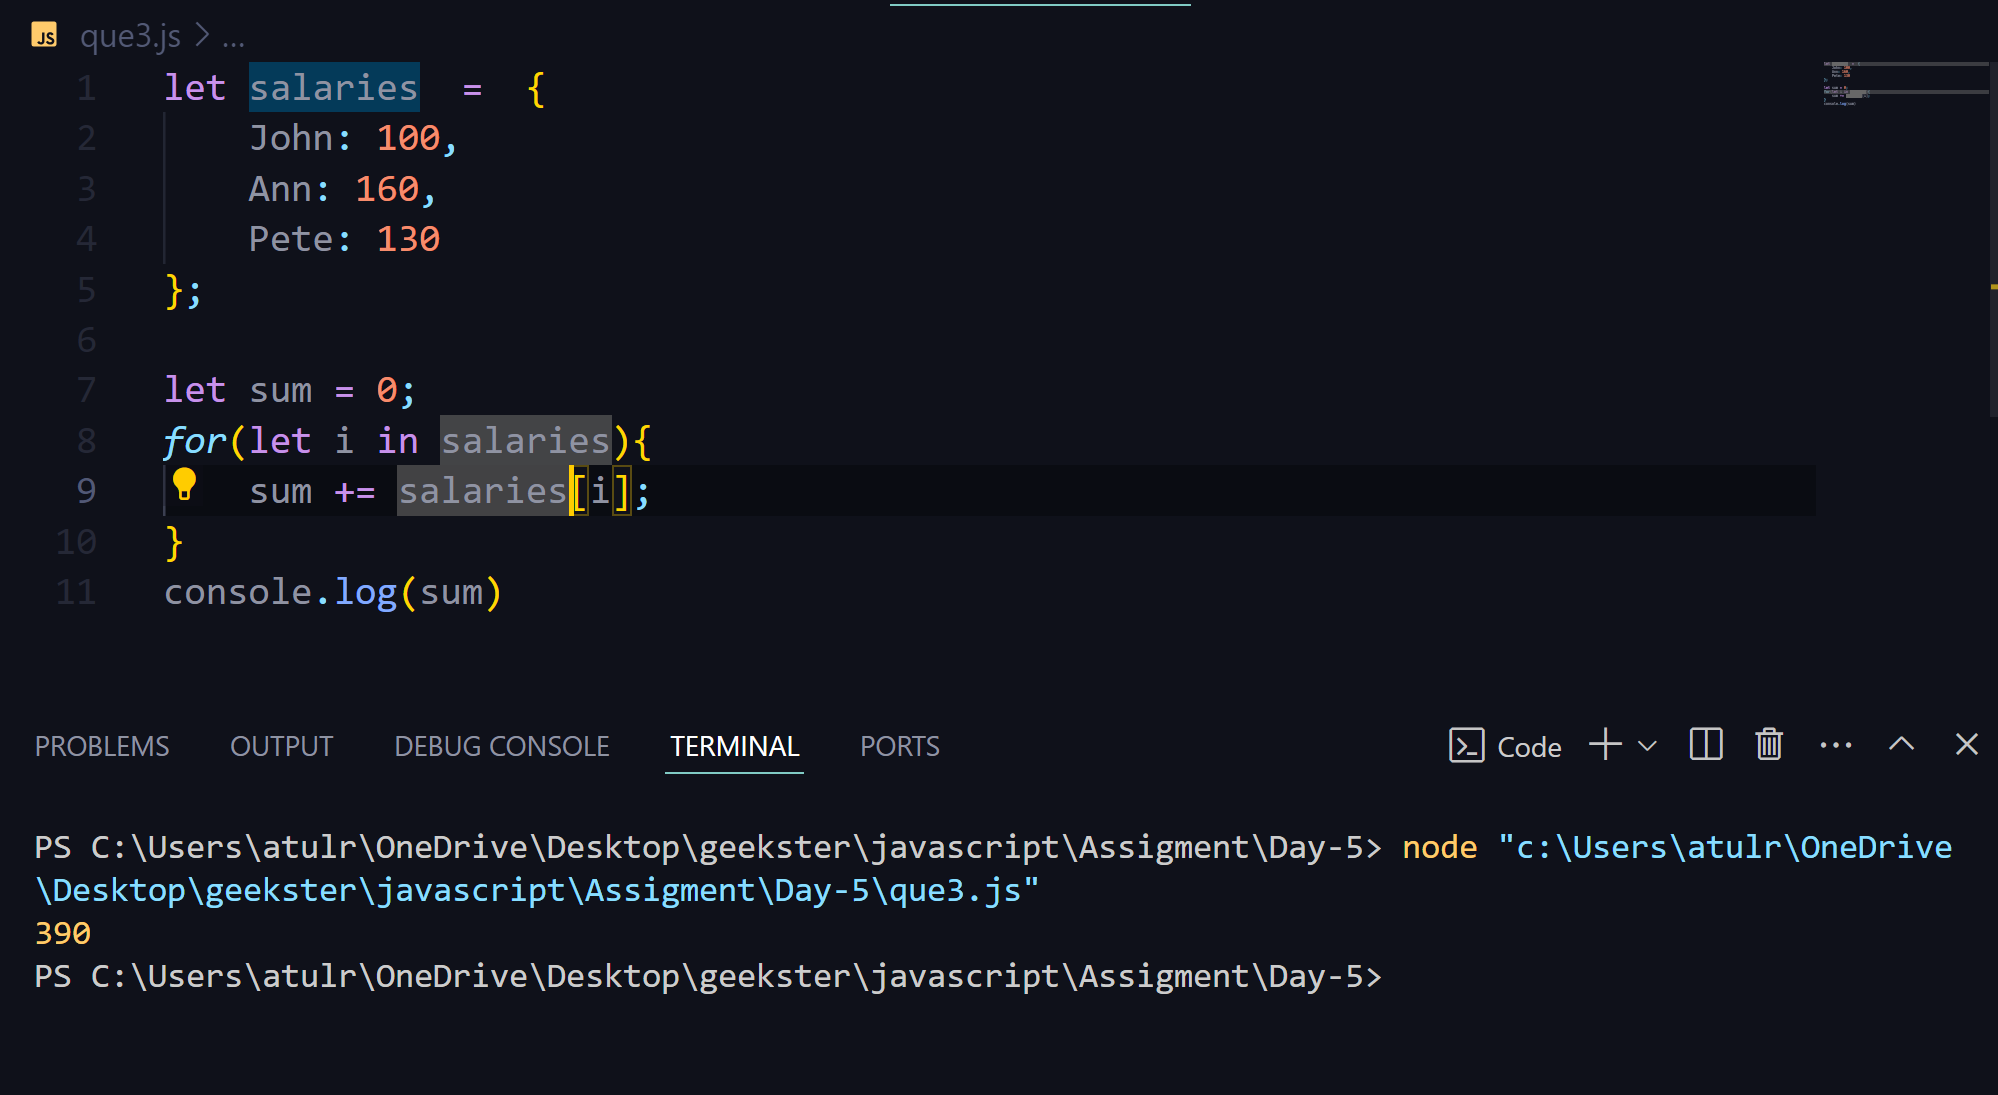 JS que3.js > ...
1 let salaries  =  {
2     John: 100,
3     Ann: 160,
4     Pete: 130
5 };
6
7 let sum = 0;
8 for(let i in salaries){
9     sum += salaries[i];
10 }
11 console.log(sum)
PROBLEMS OUTPUT DEBUG CONSOLE TERMINAL PORTS Code
PS C:\Users\atulr\OneDrive\Desktop\geekster\javascript\Assigment\Day-5> node "c:\Users\atulr\OneDrive
\Desktop\geekster\javascript\Assigment\Day-5\que3.js"
390
PS C:\Users\atulr\OneDrive\Desktop\geekster\javascript\Assigment\Day-5>